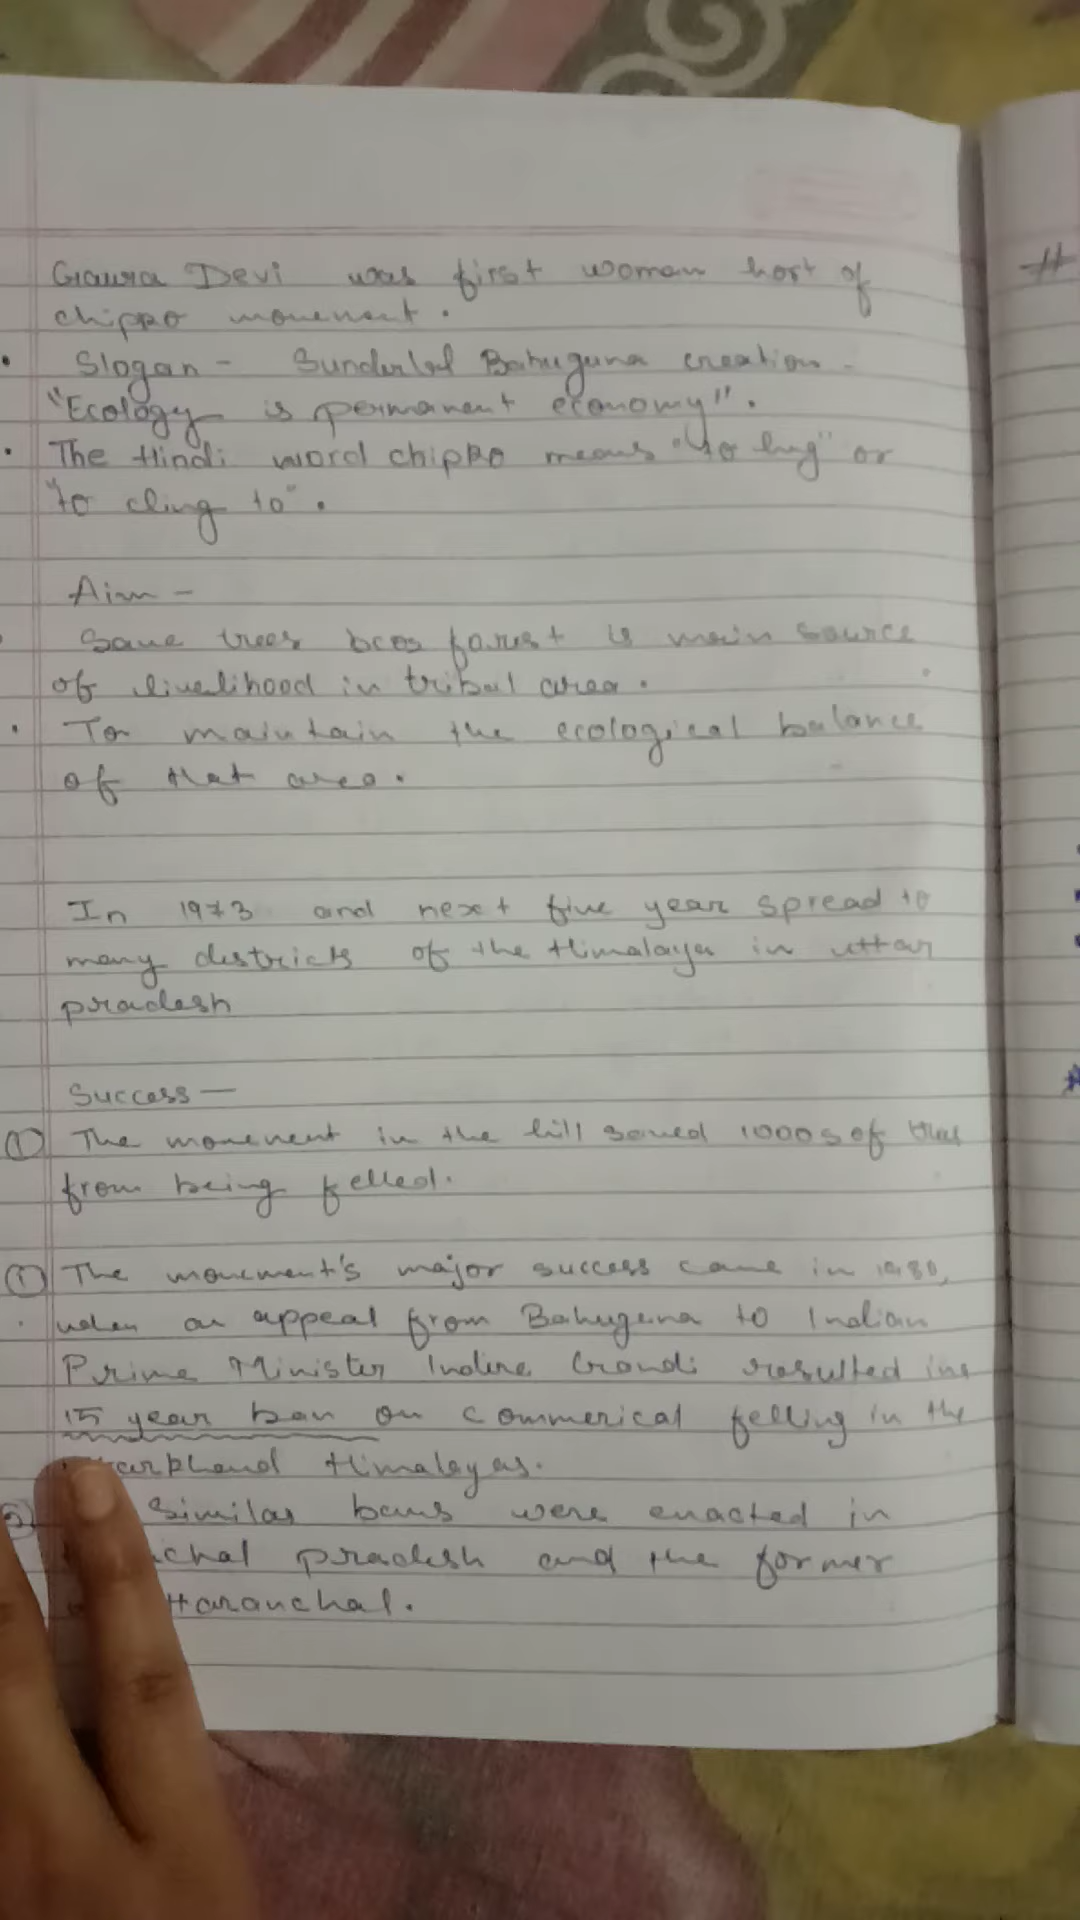 Gaura Devi was first woman host of
chipko movement.
• Slogan - Sunderlal Bahuguna creation -
"Ecology is permanent economy".
• The Hindi word chipko means "to hug" or
"to cling to".
Aim -
Save trees bcos forest is main source
of livelihood in tribal area.
• To maintain the ecological balance
of that area.
In 1973 and next five year spread to
many districts of the Himalaya in uttar
pradesh
Success -
① The movement in the hill saved 1000s of
from being felled.
① The movement's major success came in 1980,
when an appeal from Bahuguna to Indian
Prime Minister Indira Gandi resulted in
15 year ban on commerical felling in the
Himalayas.
Similar bans were enacted in
pradesh and the former
#